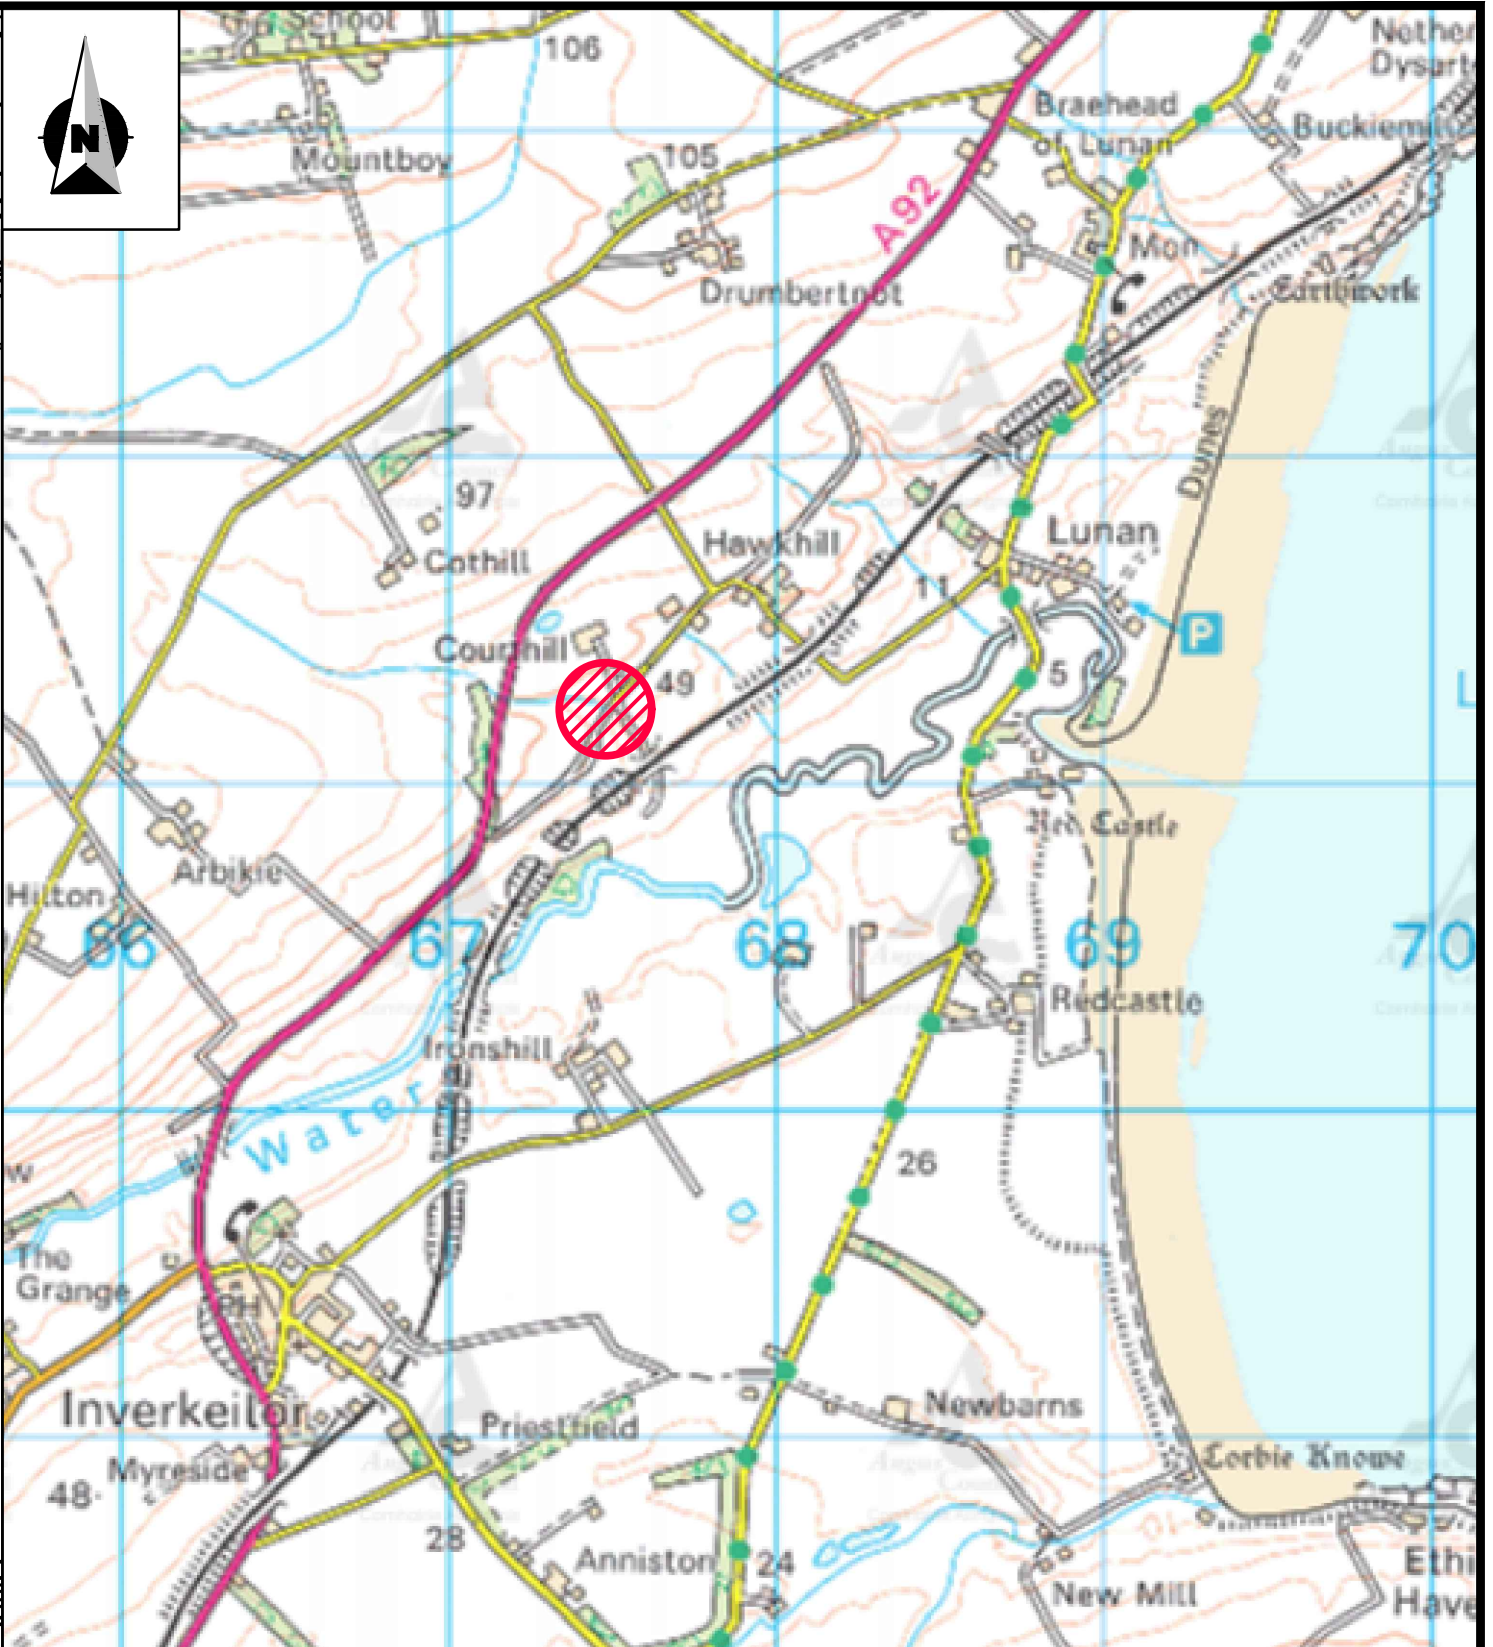 School
106
N
Mountboy
105
Drumbertnot
A92
Braehead
of Lunan
Nether
Dysart
Buckiemill
Mon
Earthwork
Dunes
97
Cothill
Hawkhill
Lunan
11
P
Courthill
49
5
L
Red Castle
Arbikie
Hilton
66
67
68
69
70
Redcastle
Ironshill
Water
26
w
The
Grange
PH
Inverkeilor
Myreside
48
Priestfield
28
Newbarns
Corbie Knowe
Anniston
24
New Mill
Ethi
Have